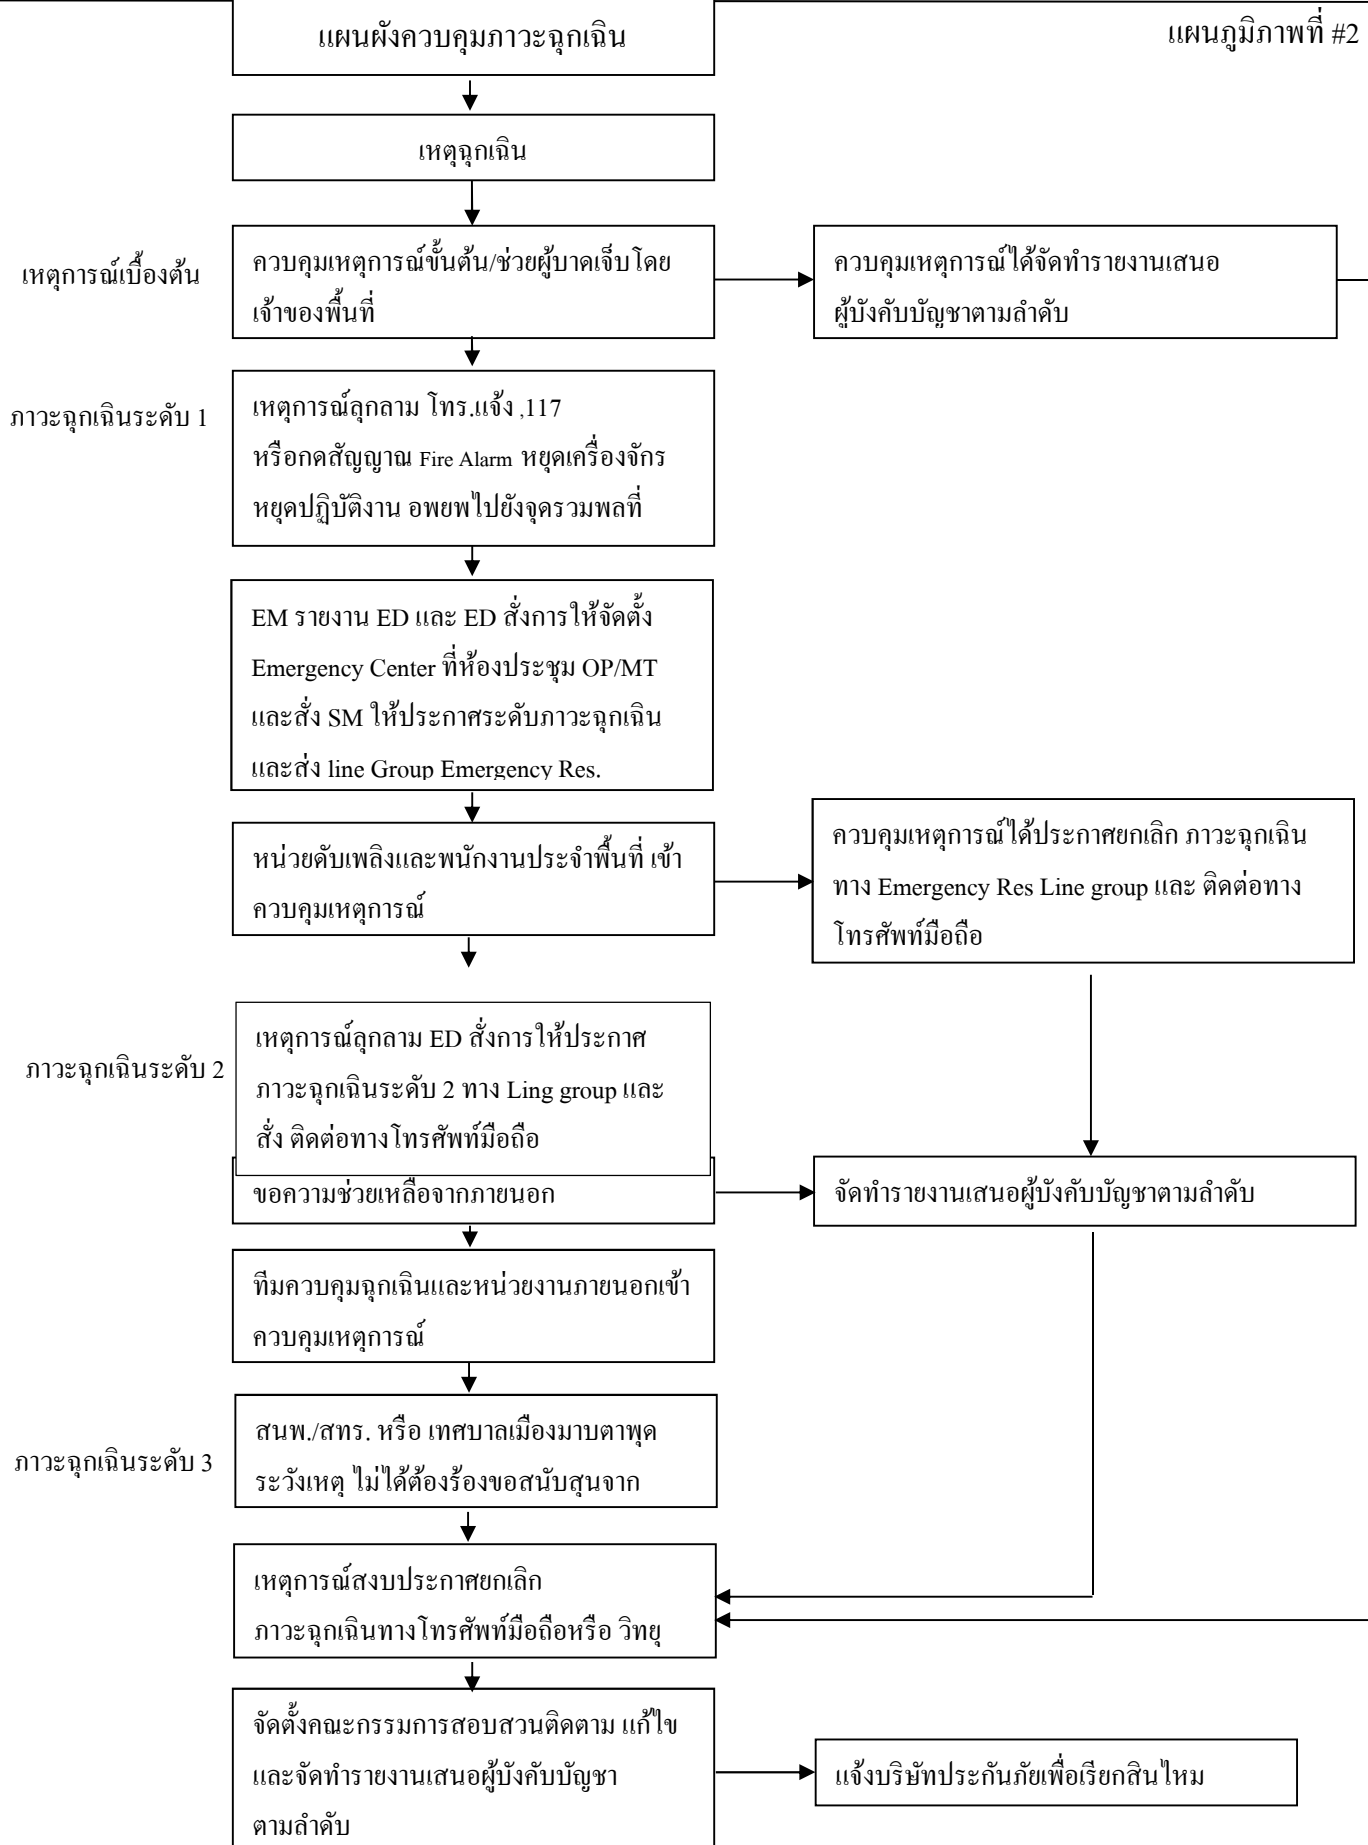 แผนผังควบคุมภาวะฉุกเฉิน
แผนภูมิภาพที่ #2
เหตุฉุกเฉิน
เหตุการณ์เบื้องต้น
ควบคุมเหตุการณ์ขั้นต้น/ช่วยผู้บาดเจ็บโดย
เจ้าของพื้นที่
ควบคุมเหตุการณ์ได้จัดทำรายงานเสนอ
ผู้บังคับบัญชาตามลำดับ
ภาวะฉุกเฉินระดับ 1
เหตุการณ์ลุกลาม โทร.แจ้ง ,117
หรือกดสัญญาณ Fire Alarm หยุดเครื่องจักร
หยุดปฏิบัติงาน อพยพไปยังจุดรวมพลที่
EM รายงาน ED และ ED สั่งการให้จัดตั้ง
Emergency Center ที่ห้องประชุม OP/MT
และสั่ง SM ให้ประกาศระดับภาวะฉุกเฉิน
และส่ง line Group Emergency Res.
หน่วยดับเพลิงและพนักงานประจำพื้นที่ เข้า
ควบคุมเหตุการณ์
ควบคุมเหตุการณ์ได้ประกาศยกเลิก ภาวะฉุกเฉิน
ทาง Emergency Res Line group และ ติดต่อทาง
โทรศัพท์มือถือ
ภาวะฉุกเฉินระดับ 2
เหตุการณ์ลุกลาม ED สั่งการให้ประกาศ
ภาวะฉุกเฉินระดับ 2 ทาง Ling group และ
สั่ง ติดต่อทางโทรศัพท์มือถือ
ขอความช่วยเหลือจากภายนอก
จัดทำรายงานเสนอผู้บังคับบัญชาตามลำดับ
ทีมควบคุมฉุกเฉินและหน่วยงานภายนอกเข้า
ควบคุมเหตุการณ์
ภาวะฉุกเฉินระดับ 3
สนพ./สทร. หรือ เทศบาลเมืองมาบตาพุด
ระวังเหตุ ไม่ได้ต้องร้องขอสนับสุนจาก
เหตุการณ์สงบประกาศยกเลิก
ภาวะฉุกเฉินทางโทรศัพท์มือถือหรือ วิทยุ
จัดตั้งคณะกรรมการสอบสวนติดตาม แก้ไข
และจัดทำรายงานเสนอผู้บังคับบัญชา
ตามลำดับ
แจ้งบริษัทประกันภัยเพื่อเรียกสินไหม